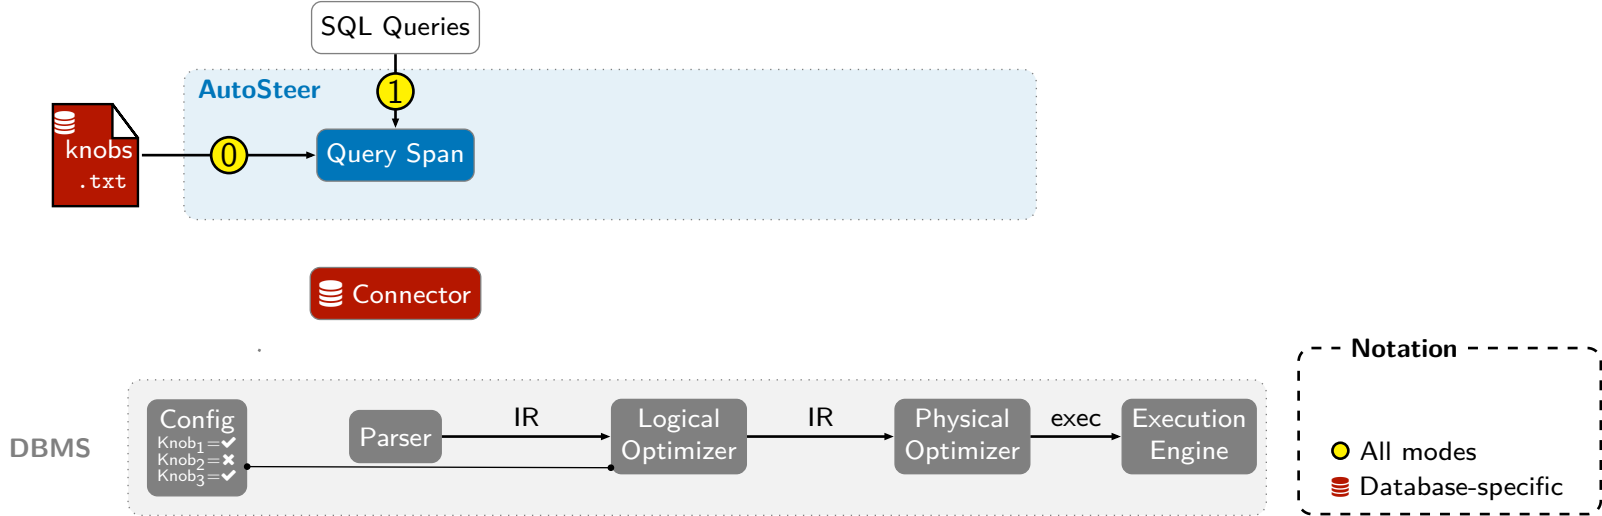 SQL Queries
AutoSteer
1
knobs
.txt
0
Query Span
Connector
DBMS
Config
Knob1=✔
Knob2=✖
Knob3=✔
Parser
IR
Logical
Optimizer
IR
Physical
Optimizer
exec
Execution
Engine
Notation
All modes
Database-specific